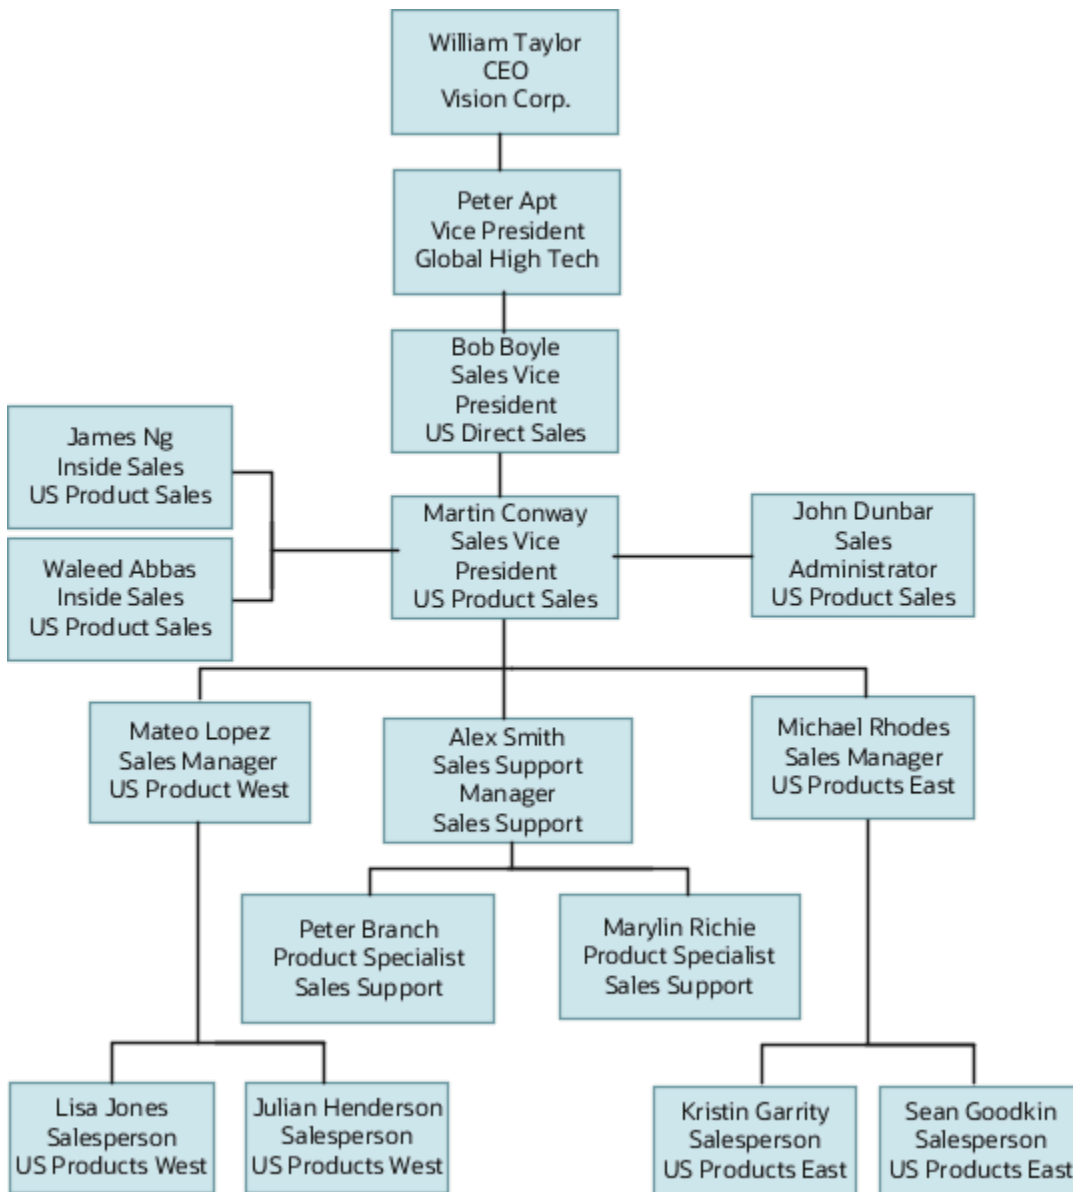 William Taylor
CEO
Vision Corp.
Peter Apt
Vice President
Global High Tech
Bob Boyle
Sales Vice
President
US Direct Sales
James Ng
Inside Sales
US Product Sales
Waleed Abbas
Inside Sales
US Product Sales
Martin Conway
Sales Vice
President
US Product Sales
John Dunbar
Sales
Administrator
US Product Sales
Mateo Lopez
Sales Manager
US Product West
Alex Smith
Sales Support
Manager
Sales Support
Michael Rhodes
Sales Manager
US Products East
Peter Branch
Product Specialist
Sales Support
Marylin Richie
Product Specialist
Sales Support
Lisa Jones
Salesperson
US Products West
Julian Henderson
Salesperson
US Products West
Kristin Garrity
Salesperson
US Products East
Sean Goodkin
Salesperson
US Products East